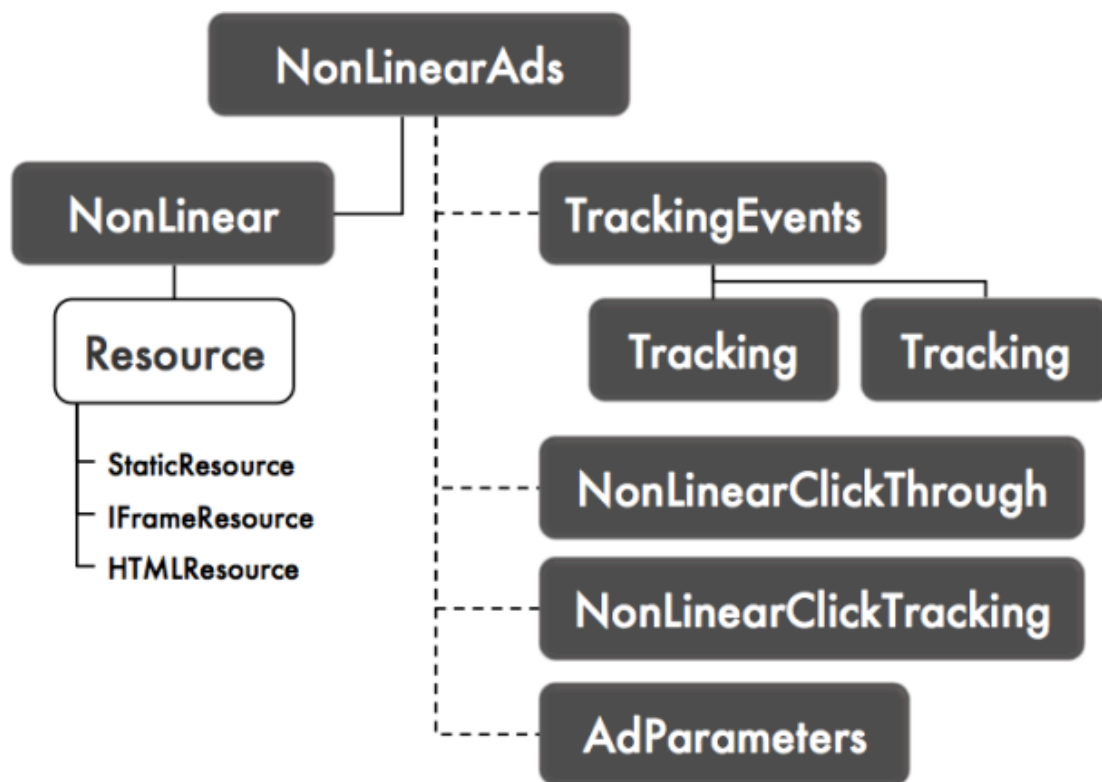 NonLinearAds
NonLinear
TrackingEvents
Resource
Tracking
Tracking
StaticResource
IFrameResource
HTMLResource
NonLinearClickThrough
NonLinearClickTracking
AdParameters